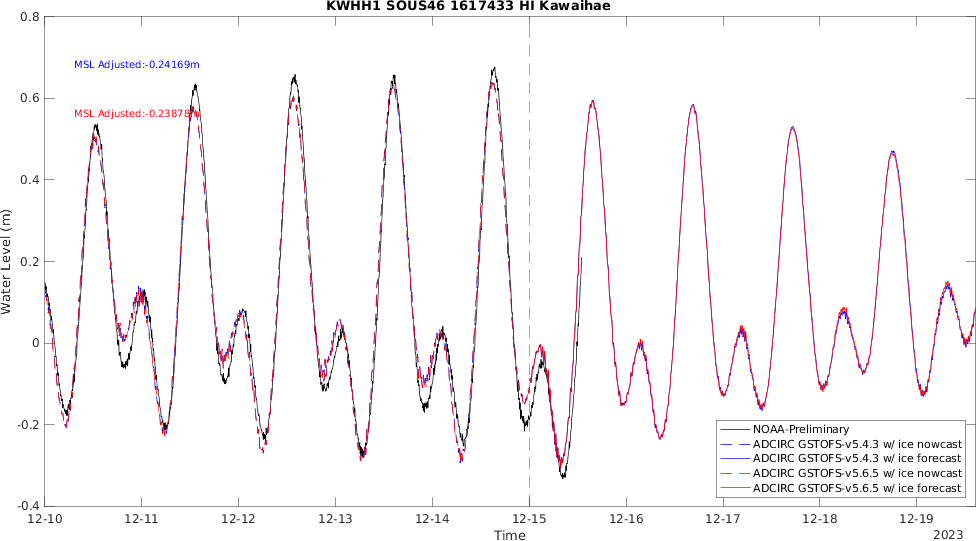 KWHH1 SOUS46 1617433 HI Kawaihae
0.8
0.6
0.4
0.2
0
-0.2
-0.4
Water Level (m)
MSL Adjusted:-0.24169m
MSL Adjusted:-0.23878m
NOAA-Preliminary
ADCIRC GSTOFS-v5.4.3 w/ ice nowcast
ADCIRC GSTOFS-v5.4.3 w/ ice forecast
ADCIRC GSTOFS-v5.6.5 w/ ice nowcast
ADCIRC GSTOFS-v5.6.5 w/ ice forecast
12-10 12-11 12-12 12-13 12-14 12-15 12-16 12-17 12-18 12-19
Time
2023